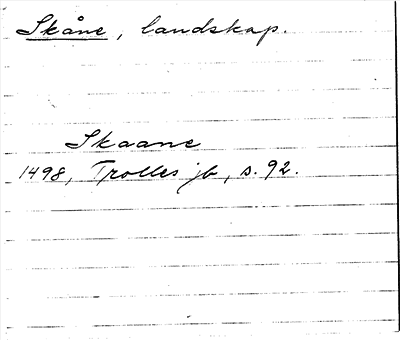 Skåne, landskap.
Skaane
1498, Trolles jb, s. 92.